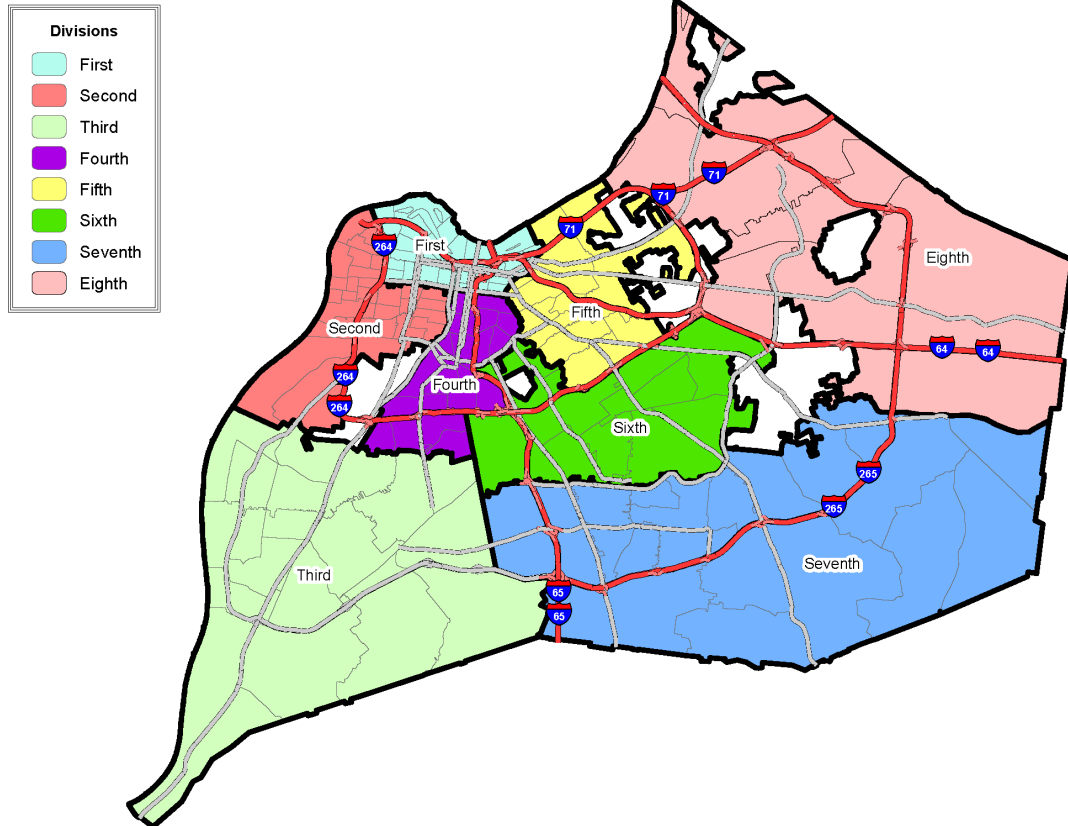 Divisions
First
Second
Third
Fourth
Fifth
Sixth
Seventh
Eighth
71
71
71
264
First
Eighth
Fifth
Second
64
64
264
Fourth
264
Sixth
265
265
Seventh
Third
65
65